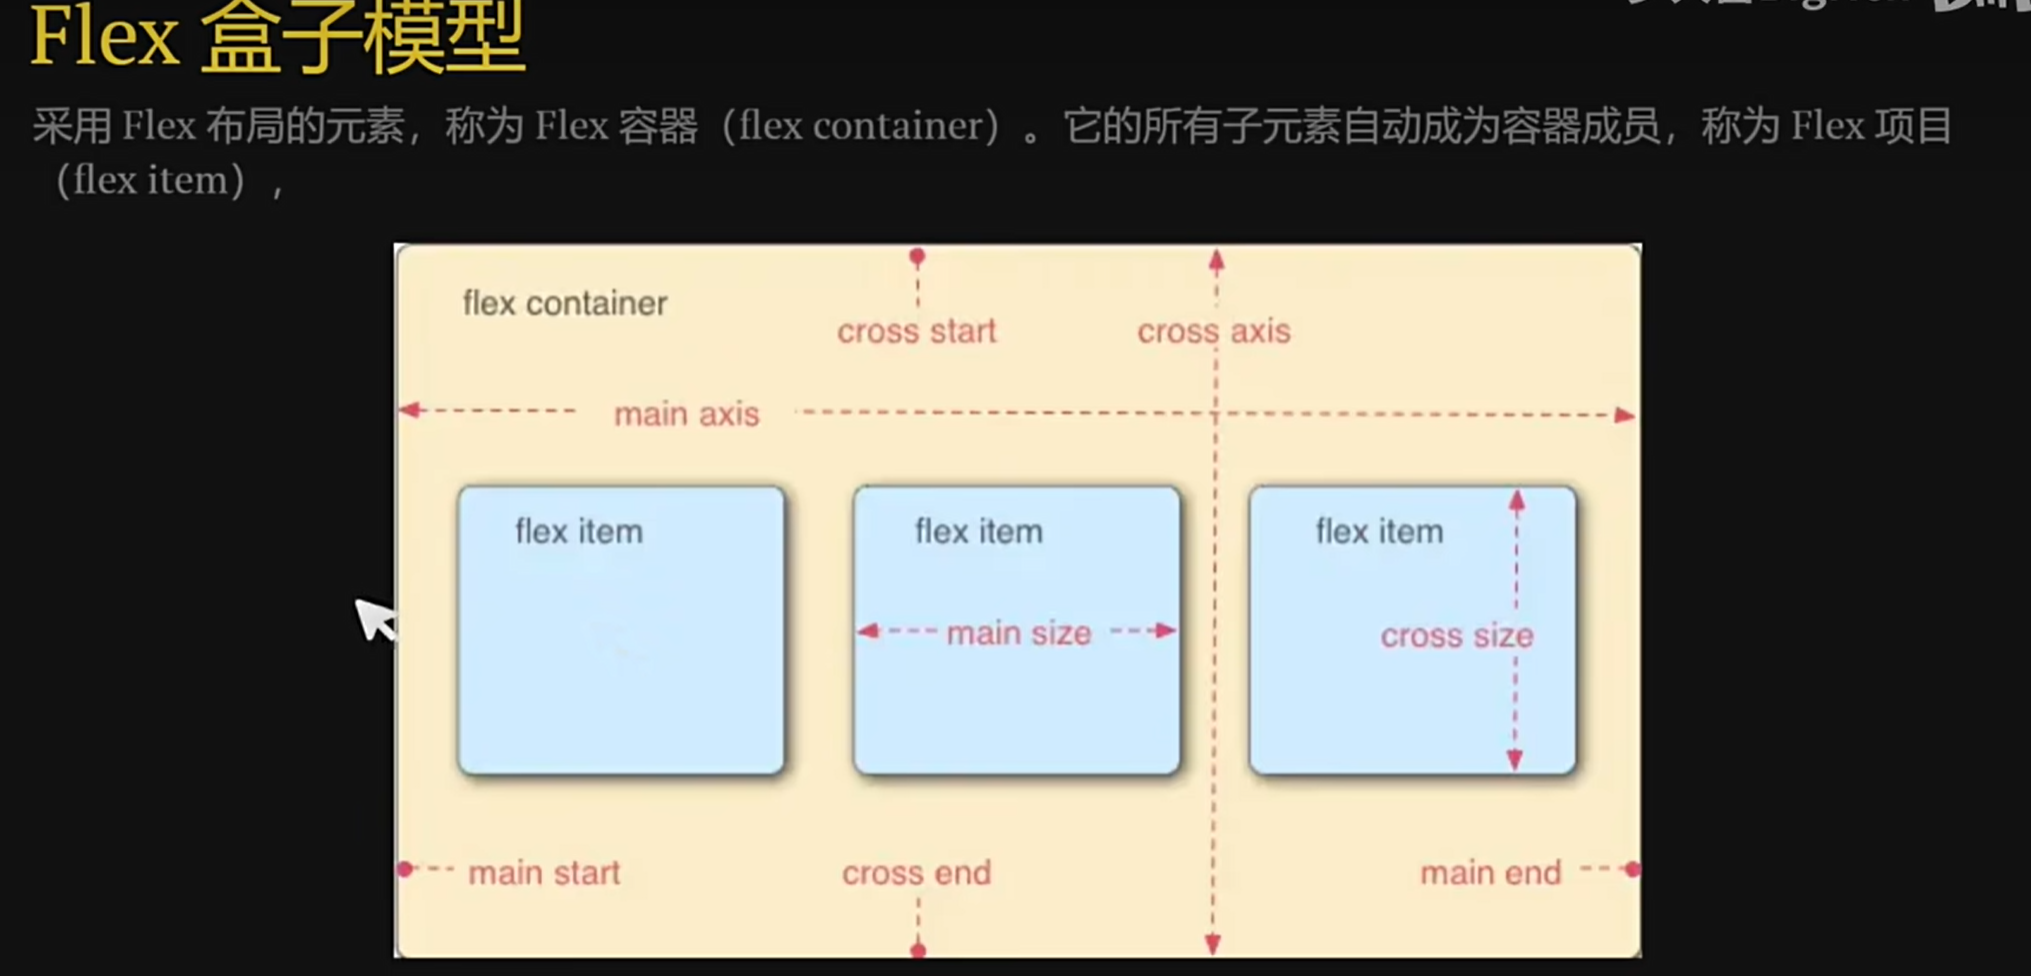 Flex 盒子模型
采用 Flex 布局的元素，称为 Flex 容器（flex container）。它的所有子元素自动成为容器成员，称为 Flex 项目
（flex item），
flex container
cross start
cross axis
main axis
flex item
flex item
flex item
main size
cross size
main start
cross end
main end